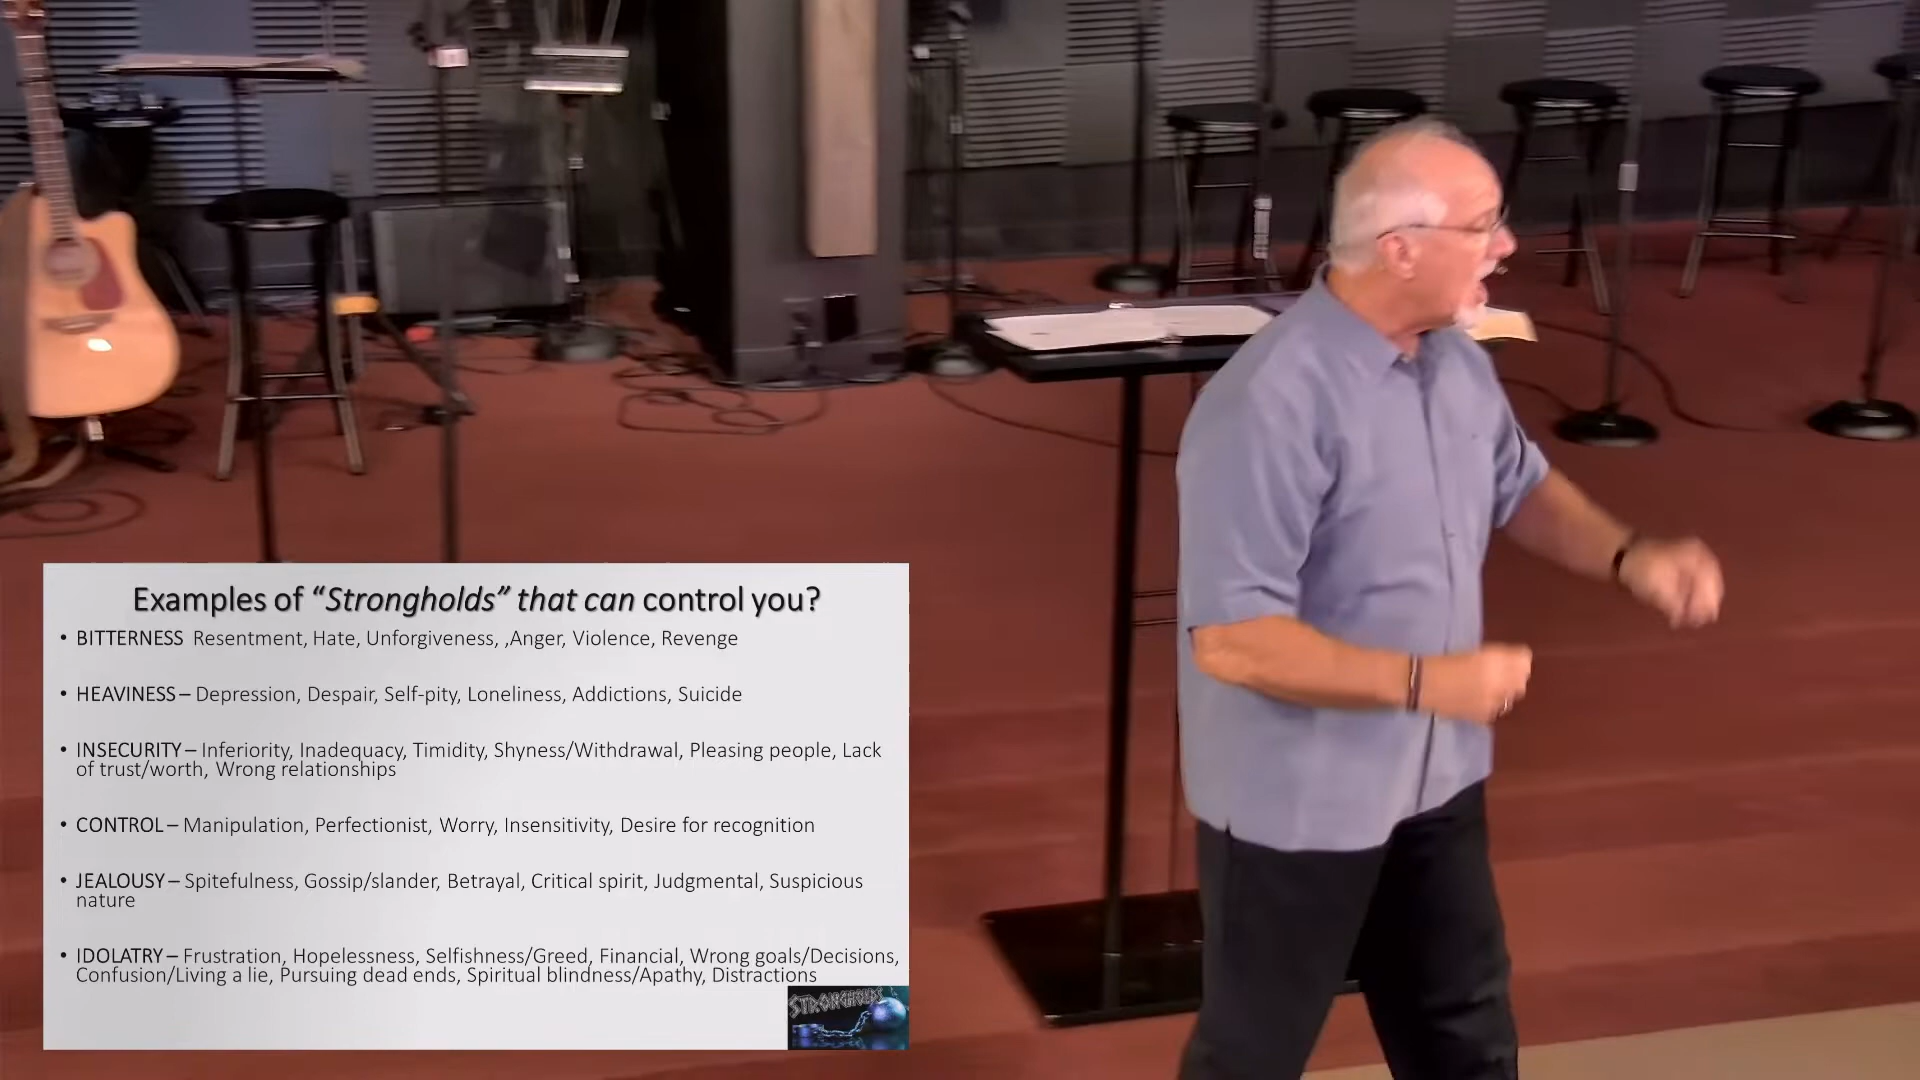 Examples of “Strongholds” that can control you?
• BITTERNESS Resentment, Hate, Unforgiveness, ,Anger, Violence, Revenge
• HEAVINESS – Depression, Despair, Self-pity, Loneliness, Addictions, Suicide
• INSECURITY – Inferiority, Inadequacy, Timidity, Shyness/Withdrawal, Pleasing people, Lack
of trust/worth, Wrong relationships
• CONTROL – Manipulation, Perfectionist, Worry, Insensitivity, Desire for recognition
• JEALOUSY – Spitefulness, Gossip/slander, Betrayal, Critical spirit, Judgmental, Suspicious
nature
• IDOLATRY – Frustration, Hopelessness, Selfishness/Greed, Financial, Wrong goals/Decisions,
Confusion/Living a lie, Pursuing dead ends, Spiritual blindness/Apathy, Distractions
STRONGHOLDS